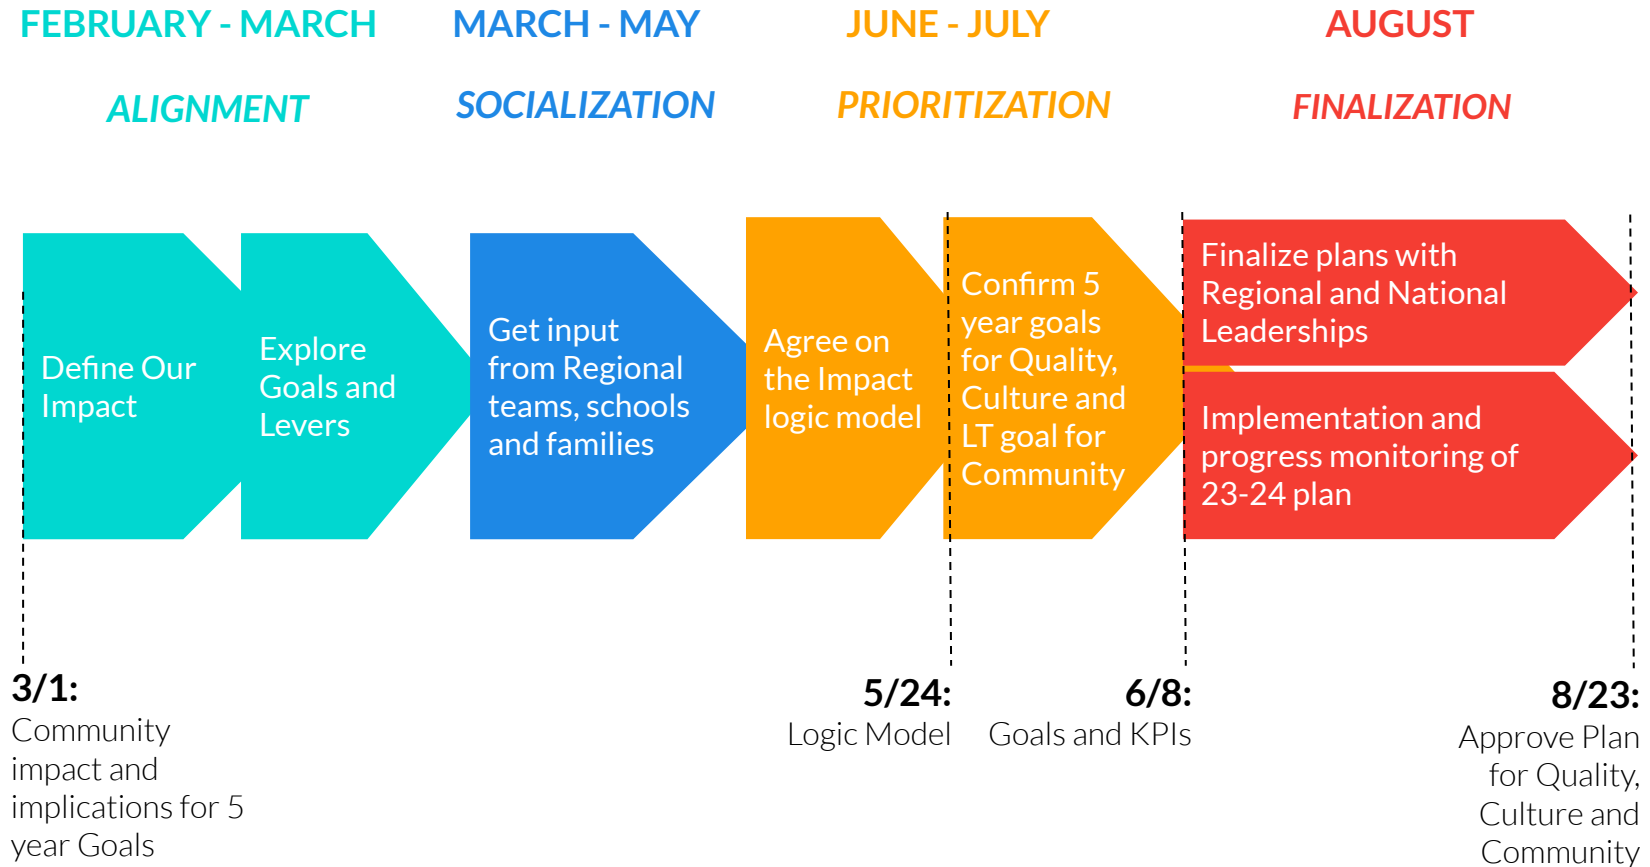 FEBRUARY - MARCH
ALIGNMENT
MARCH - MAY
SOCIALIZATION
JUNE - JULY
PRIORITIZATION
AUGUST
FINALIZATION
Define Our
Impact
Explore
Goals and
Levers
Get input
from Regional
teams, schools
and families
Agree on
the Impact
logic model
Confirm 5
year goals
for Quality,
Culture and
LT goal for
Community
Finalize plans with
Regional and National
Leaderships
Implementation and
progress monitoring of
23-24 plan
3/1:
Community
impact and
implications for 5
year Goals
5/24:
Logic Model
6/8:
Goals and KPIs
8/23:
Approve Plan
for Quality,
Culture and
Community